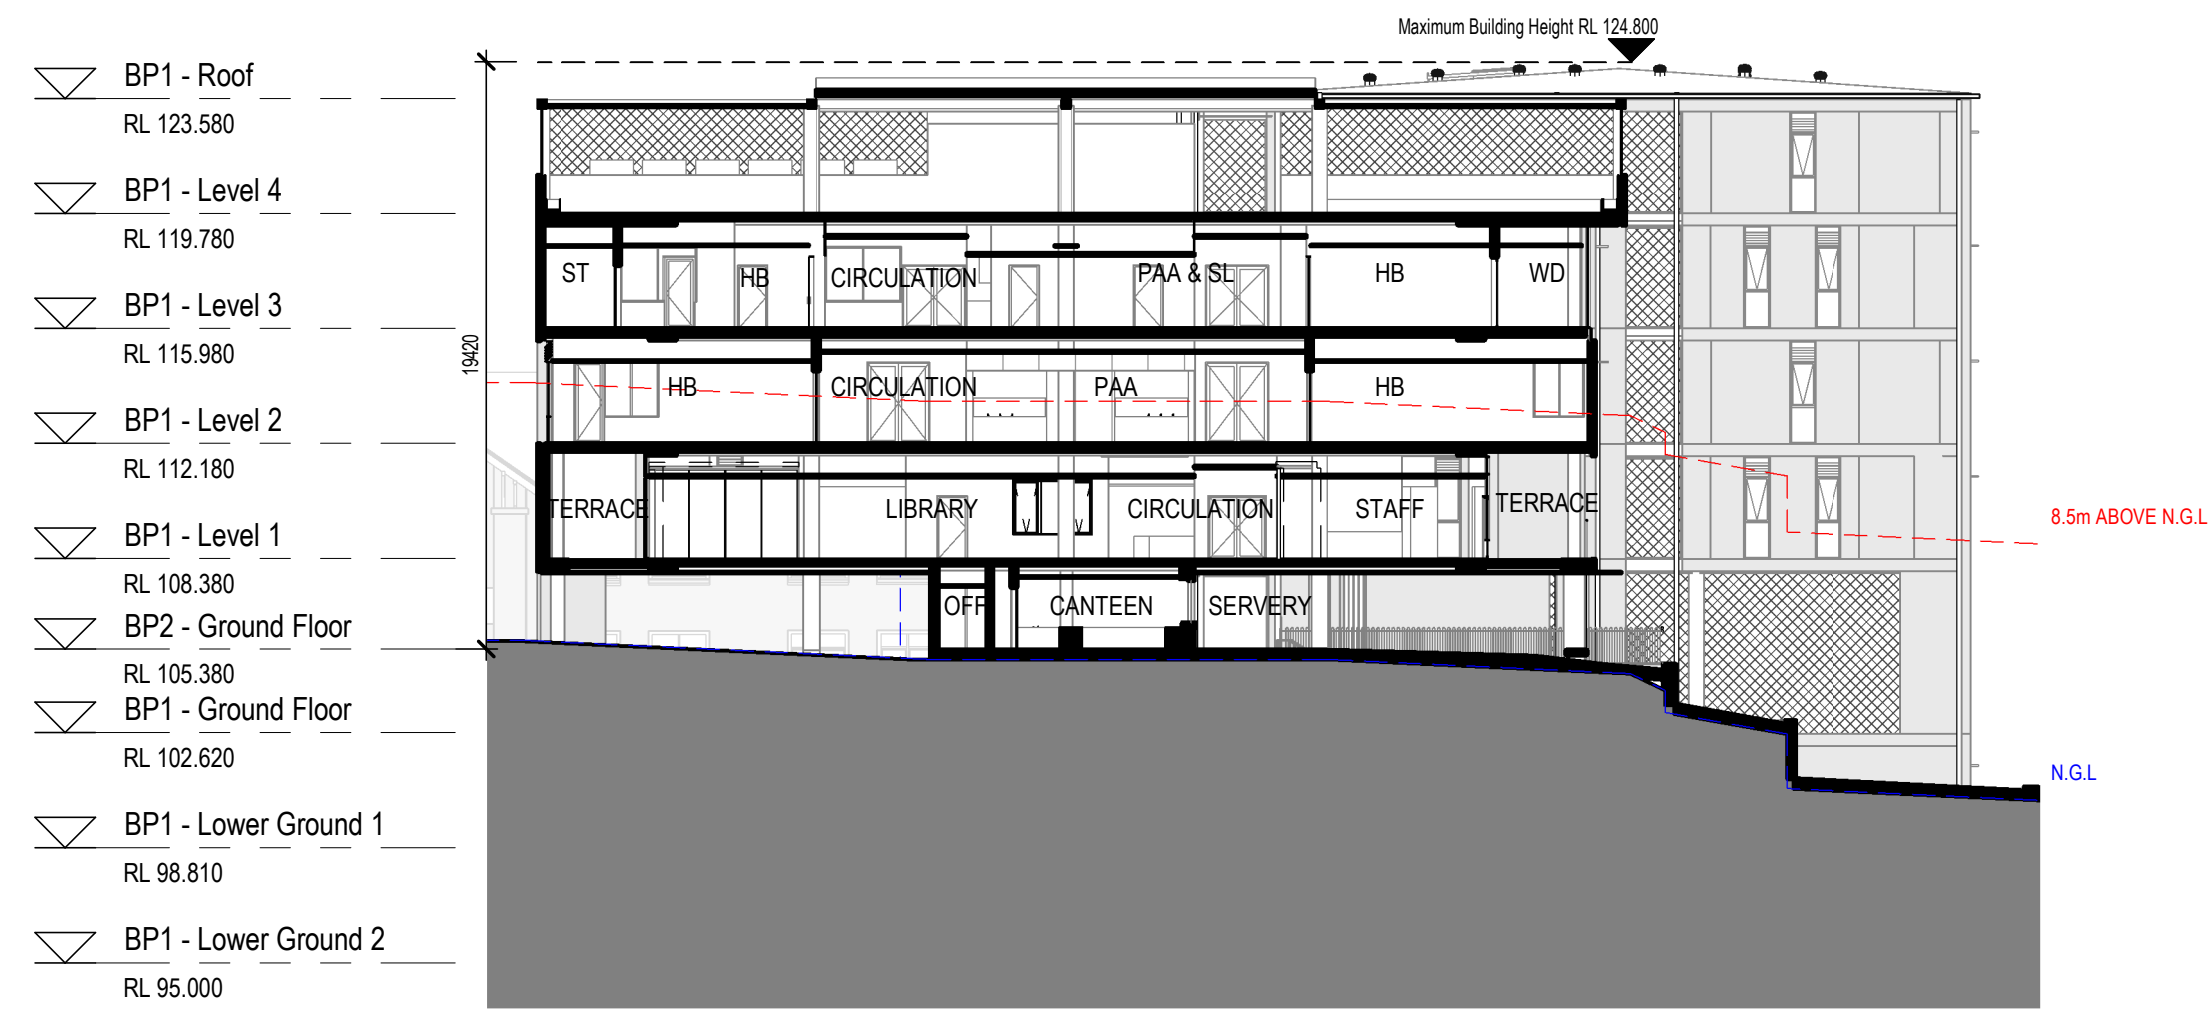 Maximum Building Height RL 124.800
BP1 - Roof
RL 123.580
BP1 - Level 4
RL 119.780
ST
HB
CIRCULATION
PAA & SL
HB
WD
BP1 - Level 3
RL 115.980
19420
HB
CIRCULATION
PAA
HB
BP1 - Level 2
RL 112.180
TERRACE
LIBRARY
CIRCULATION
STAFF
TERRACE
8.5m ABOVE N.G.L
BP1 - Level 1
RL 108.380
OFF
CANTEEN
SERVERY
BP2 - Ground Floor
RL 105.380
BP1 - Ground Floor
RL 102.620
N.G.L
BP1 - Lower Ground 1
RL 98.810
BP1 - Lower Ground 2
RL 95.000